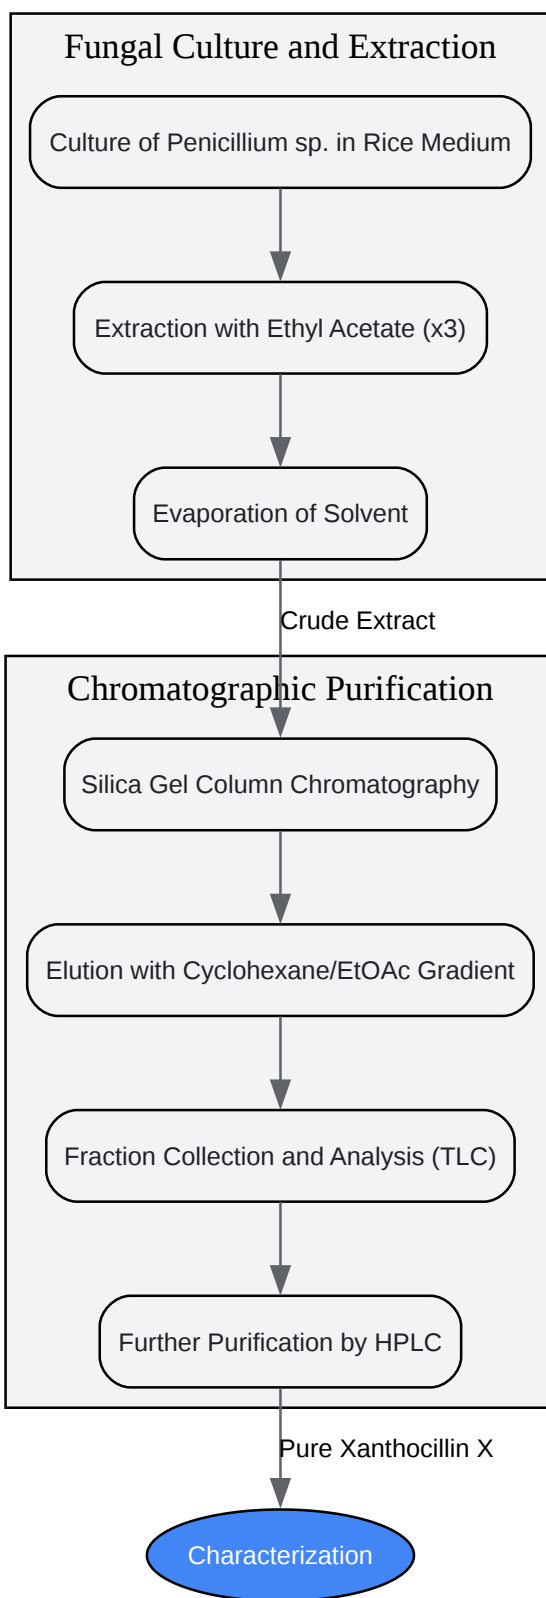 Fungal Culture and Extraction
Culture of Penicillium sp. in Rice Medium
Extraction with Ethyl Acetate (x3)
Evaporation of Solvent
Crude Extract
Chromatographic Purification
Silica Gel Column Chromatography
Elution with Cyclohexane/EtOAc Gradient
Fraction Collection and Analysis (TLC)
Further Purification by HPLC
Pure Xanthocillin X
Characterization